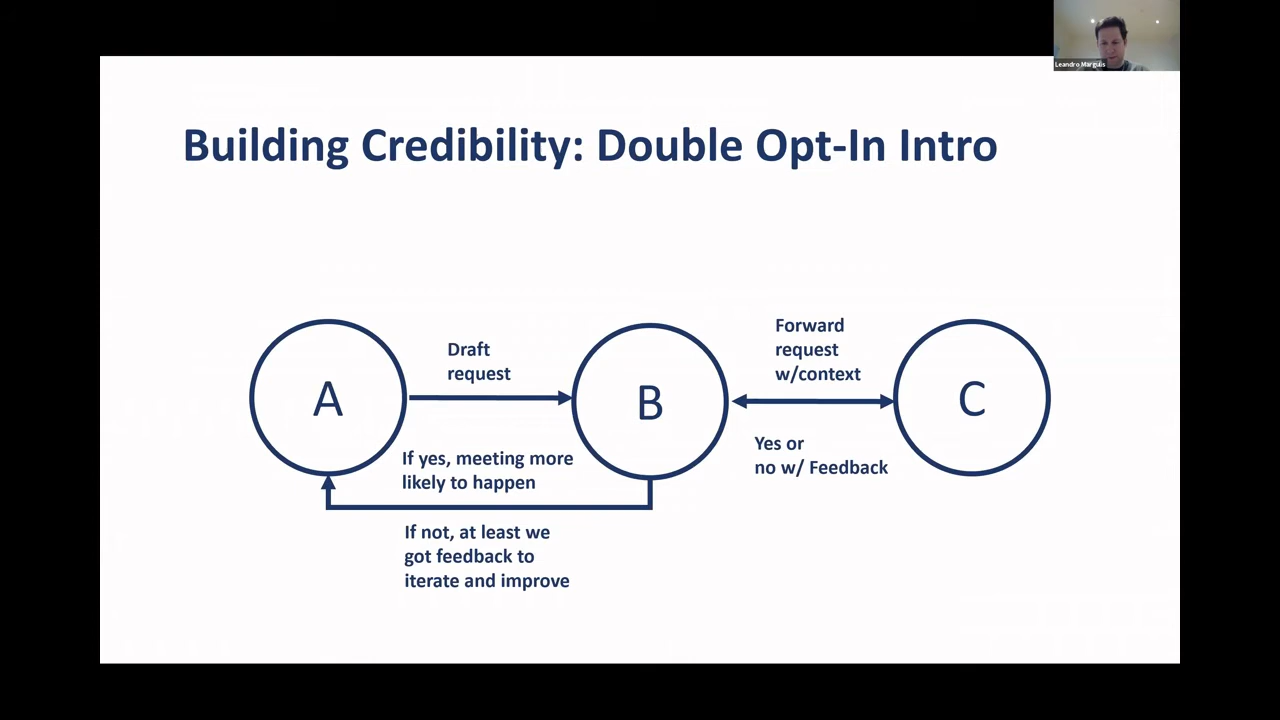 Leandro Margulis
Building Credibility: Double Opt-In Intro
A
Draft
request
B
Forward
request
w/context
C
Yes or
no w/ Feedback
If yes, meeting more
likely to happen
If not, at least we
got feedback to
iterate and improve